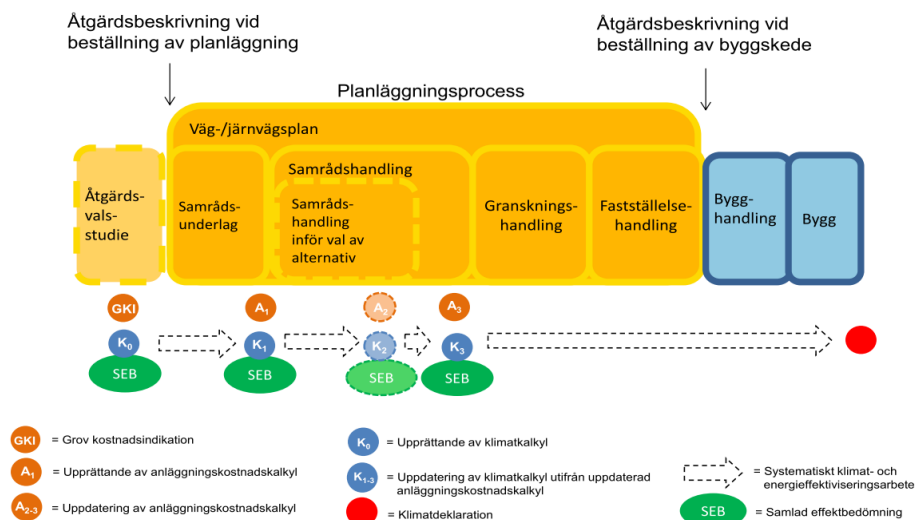 Åtgärdsbeskrivning vid
beställning av planläggning
Åtgärdsbeskrivning vid
beställning av byggskede
Planläggningsprocess
Väg-/järnvägsplan
Åtgärds-
vals-
studie
Samråds-
underlag
Samrådshandling
Samråds-
handling
inför val av
alternativ
Gransknings-
handling
Fastställelse-
handling
Bygg-
handling
Bygg
GKI
A1
A2
A3
K0
K1
K2
K3
SEB
SEB
SEB
SEB
GKI = Grov kostnadsindikation
A1 = Upprättande av anläggningskostnadskalkyl
A2-3 = Uppdatering av anläggningskostnadskalkyl
K0 = Upprättande av klimatkalkyl
K1-3 = Uppdatering av klimatkalkyl utifrån uppdaterad
anläggningskostnadskalkyl
= Klimatdeklaration
= Systematiskt klimat- och
energieffektiviseringsarbete
SEB = Samlad effektbedömning